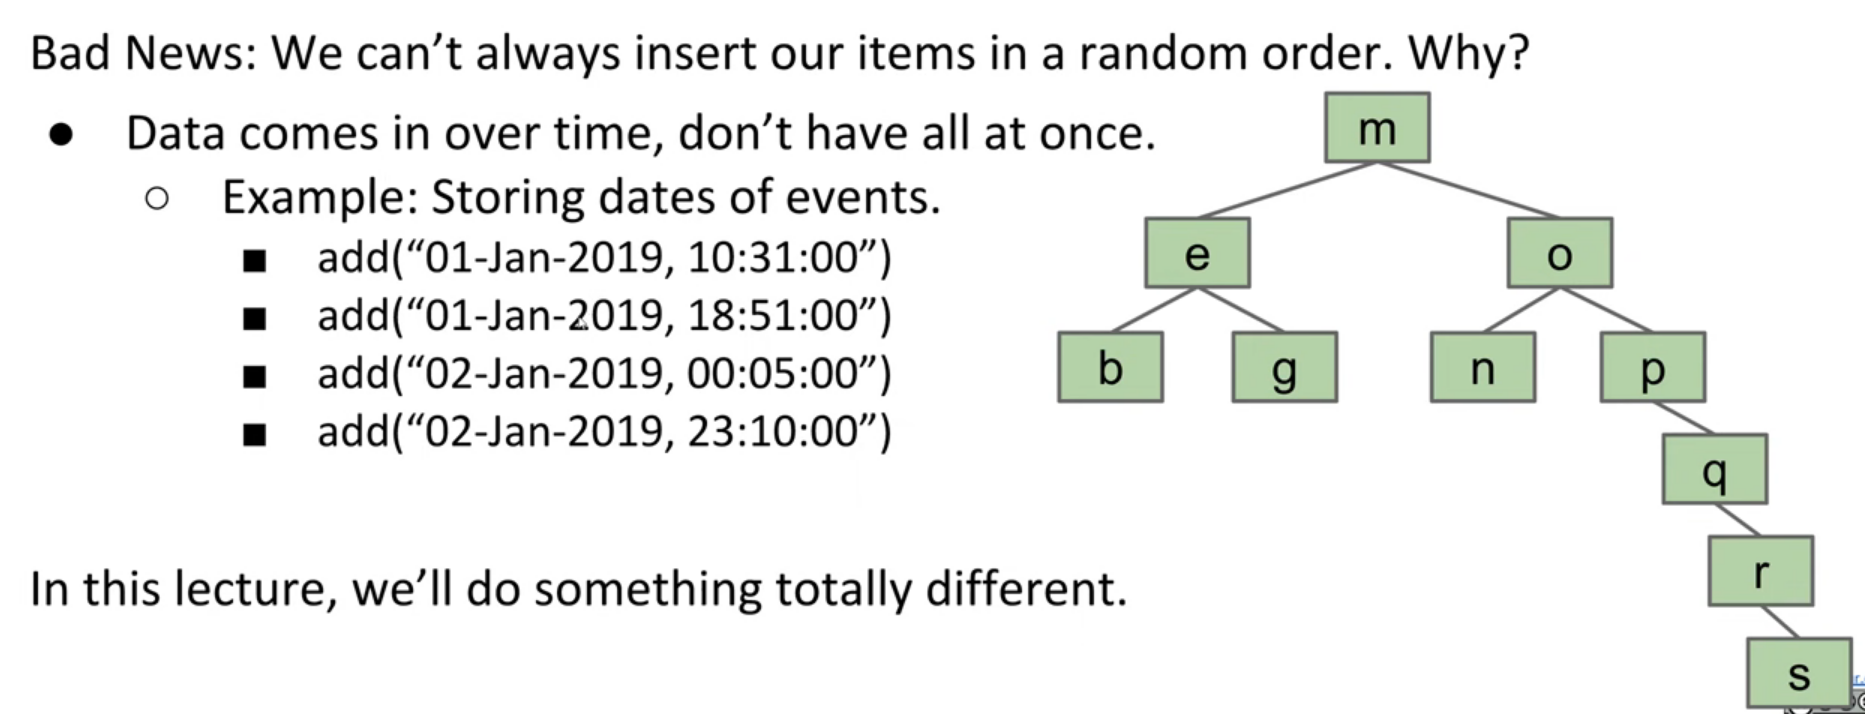 Bad News: We can’t always insert our items in a random order. Why?
● Data comes in over time, don’t have all at once.
○ Example: Storing dates of events.
■ add(“01-Jan-2019, 10:31:00”)
■ add(“01-Jan-2019, 18:51:00”)
■ add(“02-Jan-2019, 00:05:00”)
■ add(“02-Jan-2019, 23:10:00”)
In this lecture, we’ll do something totally different.
m
e o
b g n p
q
r
s